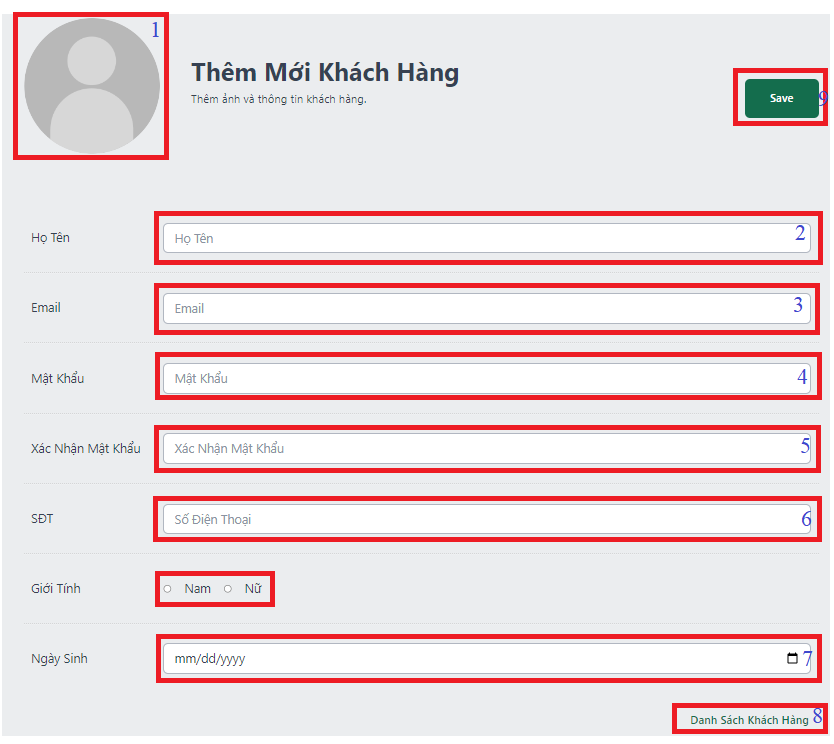 1
Thêm Mới Khách Hàng
Thêm ảnh và thông tin khách hàng.
Save 9
Họ Tên Họ Tên 2
Email Email 3
Mật Khẩu Mật Khẩu 4
Xác Nhận Mật Khẩu Xác Nhận Mật Khẩu 5
SĐT Số Điện Thoại 6
Giới Tính Nam Nữ
Ngày Sinh mm/dd/yyyy 7
Danh Sách Khách Hàng 8